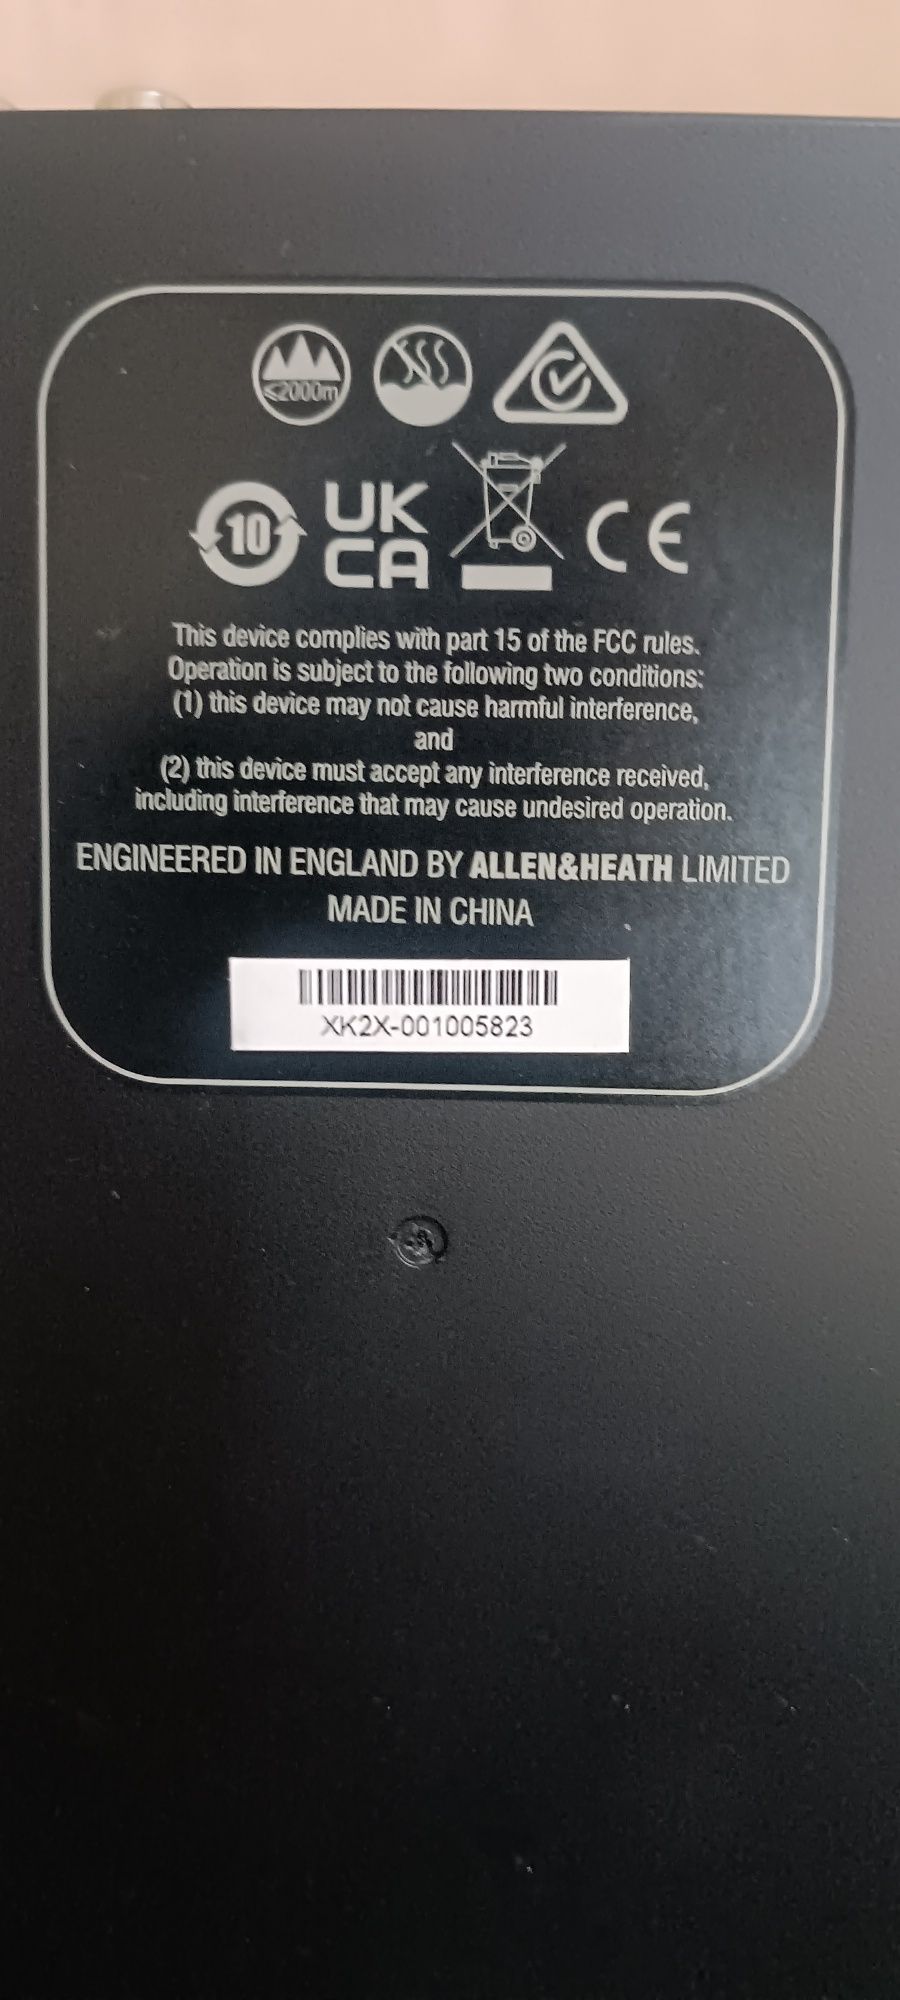 ≤2000m
10
UK
CA
CE
This device complies with part 15 of the FCC rules.
Operation is subject to the following two conditions:
(1) this device may not cause harmful interference,
and
(2) this device must accept any interference received,
including interference that may cause undesired operation.
ENGINEERED IN ENGLAND BY ALLEN&HEATH LIMITED
MADE IN CHINA
XK2X-001005823